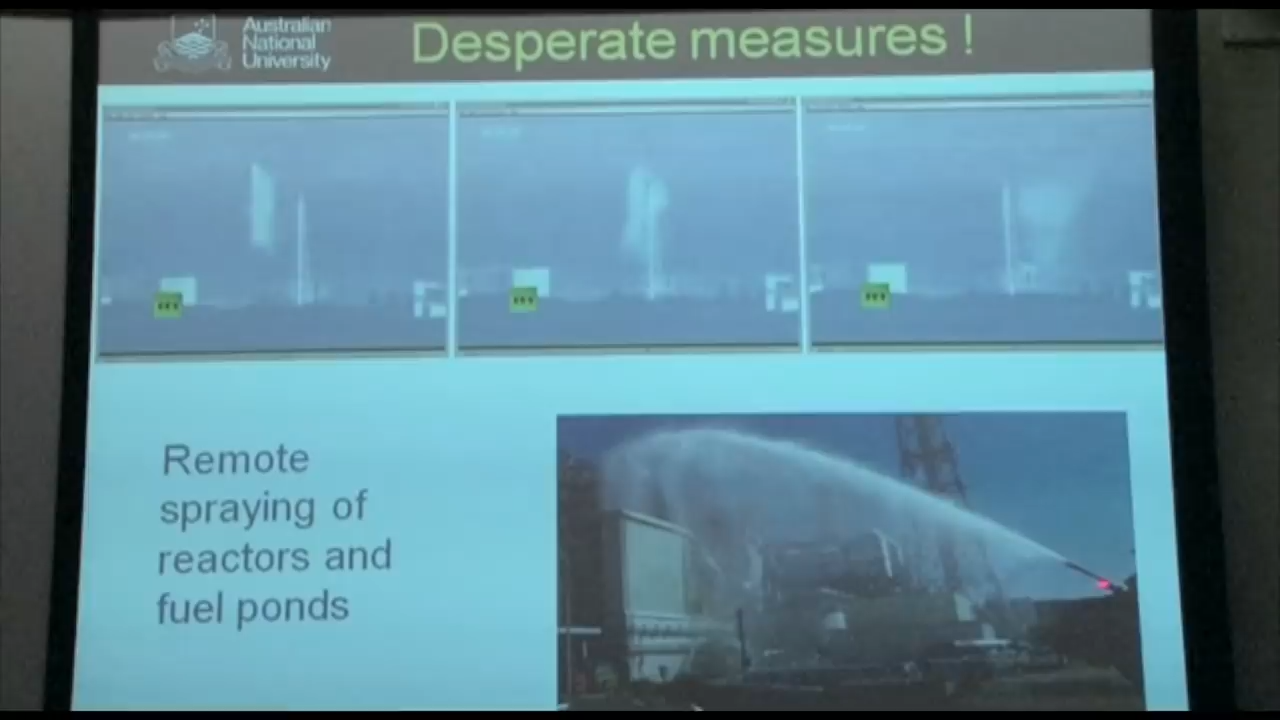 Australian
National
University
Desperate measures !
Remote
spraying of
reactors and
fuel ponds